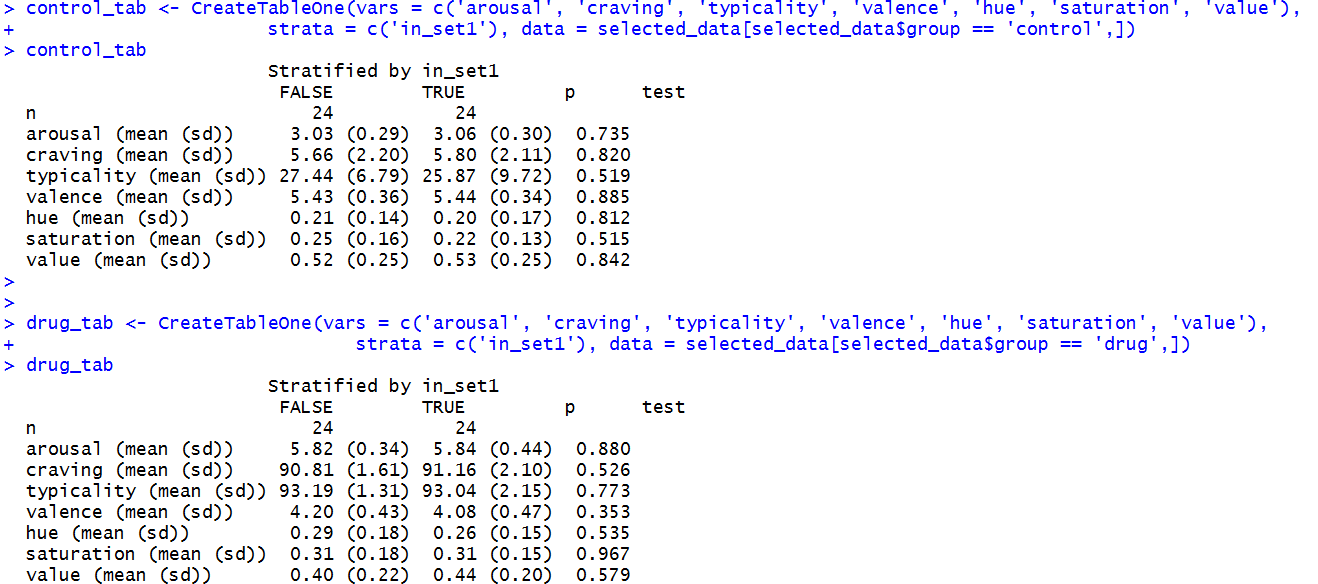 > control_tab <- CreateTableOne(vars = c('arousal', 'craving', 'typicality', 'valence', 'hue', 'saturation', 'value'),
+ strata = c('in_set1'), data = selected_data[selected_data$group == 'control',])
> control_tab
Stratified by in_set1
FALSE TRUE p test
n 24 24
arousal (mean (sd)) 3.03 (0.29) 3.06 (0.30) 0.735
craving (mean (sd)) 5.66 (2.20) 5.80 (2.11) 0.820
typicality (mean (sd)) 27.44 (6.79) 25.87 (9.72) 0.519
valence (mean (sd)) 5.43 (0.36) 5.44 (0.34) 0.885
hue (mean (sd)) 0.21 (0.14) 0.20 (0.17) 0.812
saturation (mean (sd)) 0.25 (0.16) 0.22 (0.13) 0.515
value (mean (sd)) 0.52 (0.25) 0.53 (0.25) 0.842
>
>
> drug_tab <- CreateTableOne(vars = c('arousal', 'craving', 'typicality', 'valence', 'hue', 'saturation', 'value'),
+ strata = c('in_set1'), data = selected_data[selected_data$group == 'drug',])
> drug_tab
Stratified by in_set1
FALSE TRUE p test
n 24 24
arousal (mean (sd)) 5.82 (0.34) 5.84 (0.44) 0.880
craving (mean (sd)) 90.81 (1.61) 91.16 (2.10) 0.526
typicality (mean (sd)) 93.19 (1.31) 93.04 (2.15) 0.773
valence (mean (sd)) 4.20 (0.43) 4.08 (0.47) 0.353
hue (mean (sd)) 0.29 (0.18) 0.26 (0.15) 0.535
saturation (mean (sd)) 0.31 (0.18) 0.31 (0.15) 0.967
value (mean (sd)) 0.40 (0.22) 0.44 (0.20) 0.579